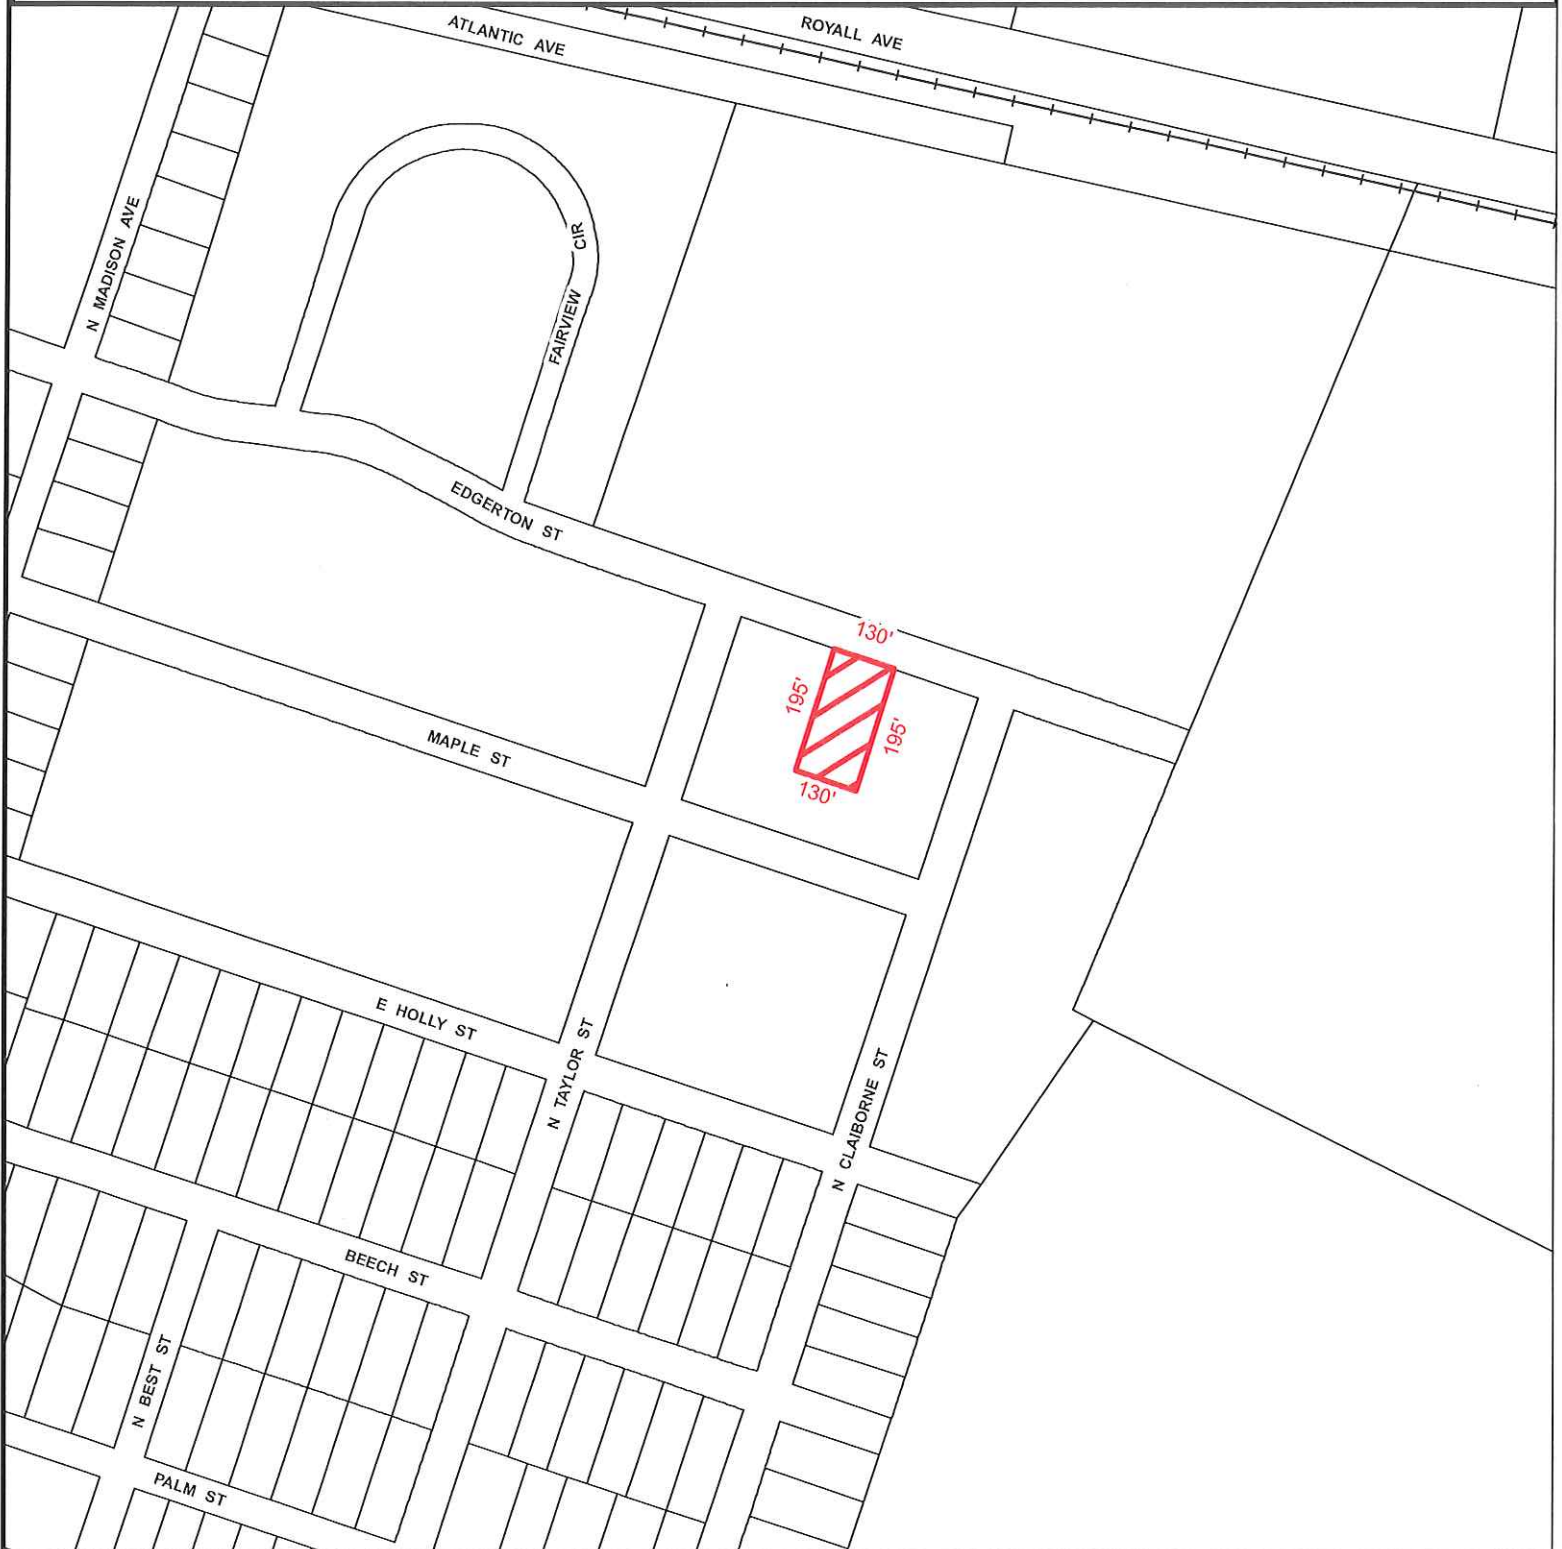 ROYALL AVE
ATLANTIC AVE
N MADISON AVE
FAIRVIEW CIR
EDGERTON ST
130'
195'
195'
130'
MAPLE ST
E HOLLY ST
N TAYLOR ST
N CLAIBORNE ST
BEECH ST
N BEST ST
PALM ST